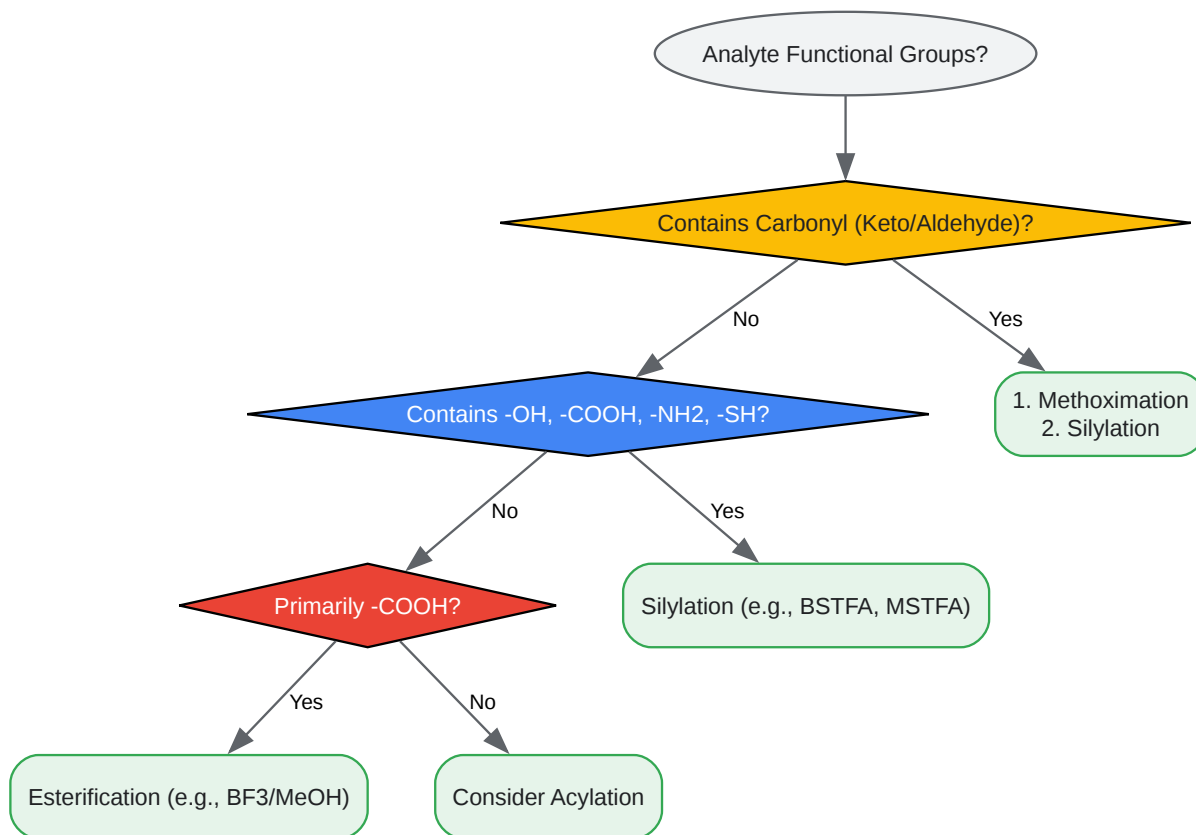 Analyte Functional Groups?
Contains Carbonyl (Keto/Aldehyde)?
No
Yes
Contains -OH, -COOH, -NH2, -SH?
1. Methoximation
2. Silylation
No
Yes
Primarily -COOH?
Silylation (e.g., BSTFA, MSTFA)
Yes
No
Esterification (e.g., BF3/MeOH)
Consider Acylation